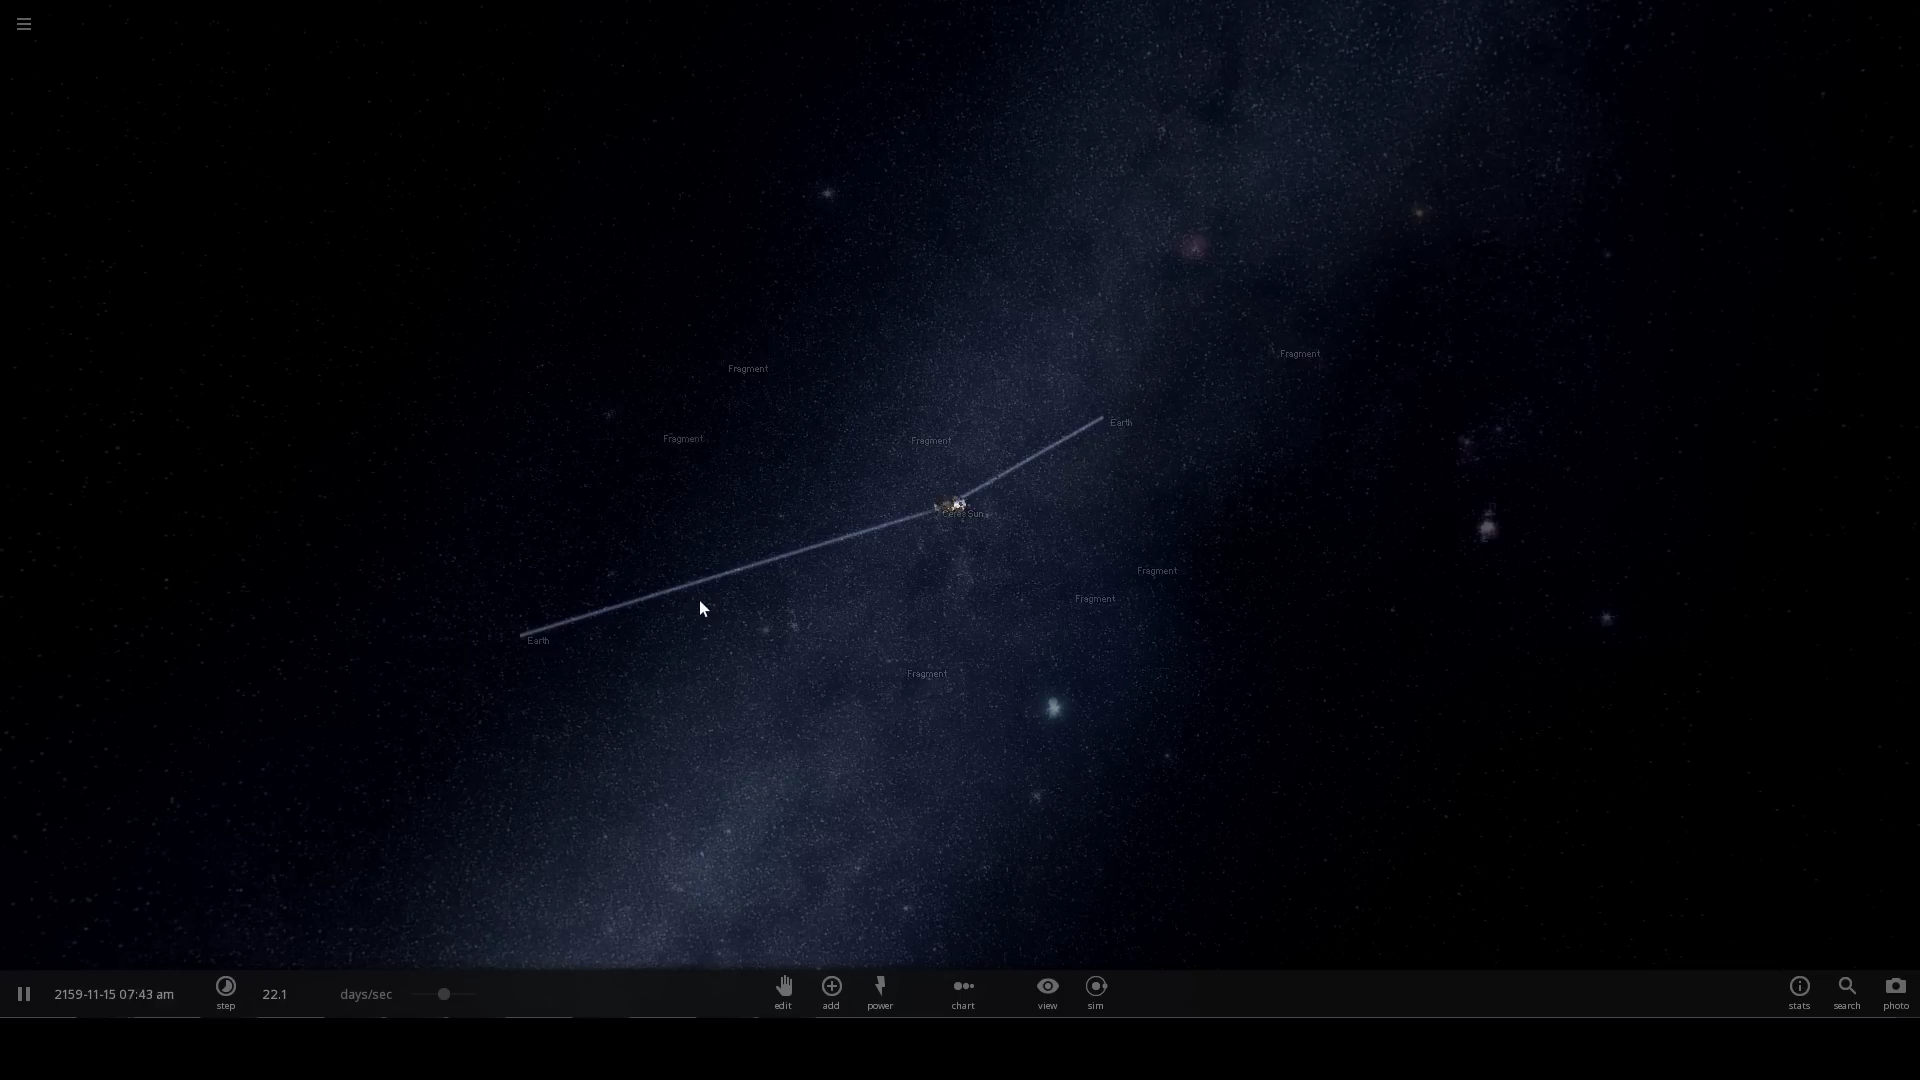 Fragment
Fragment
Earth
Fragment
Fragment
Ceres Sun
Fragment
Fragment
Earth
Fragment
2159-11-15 07:43 am
step
22.1
days/sec
edit
add
power
chart
view
sim
stats
search
photo